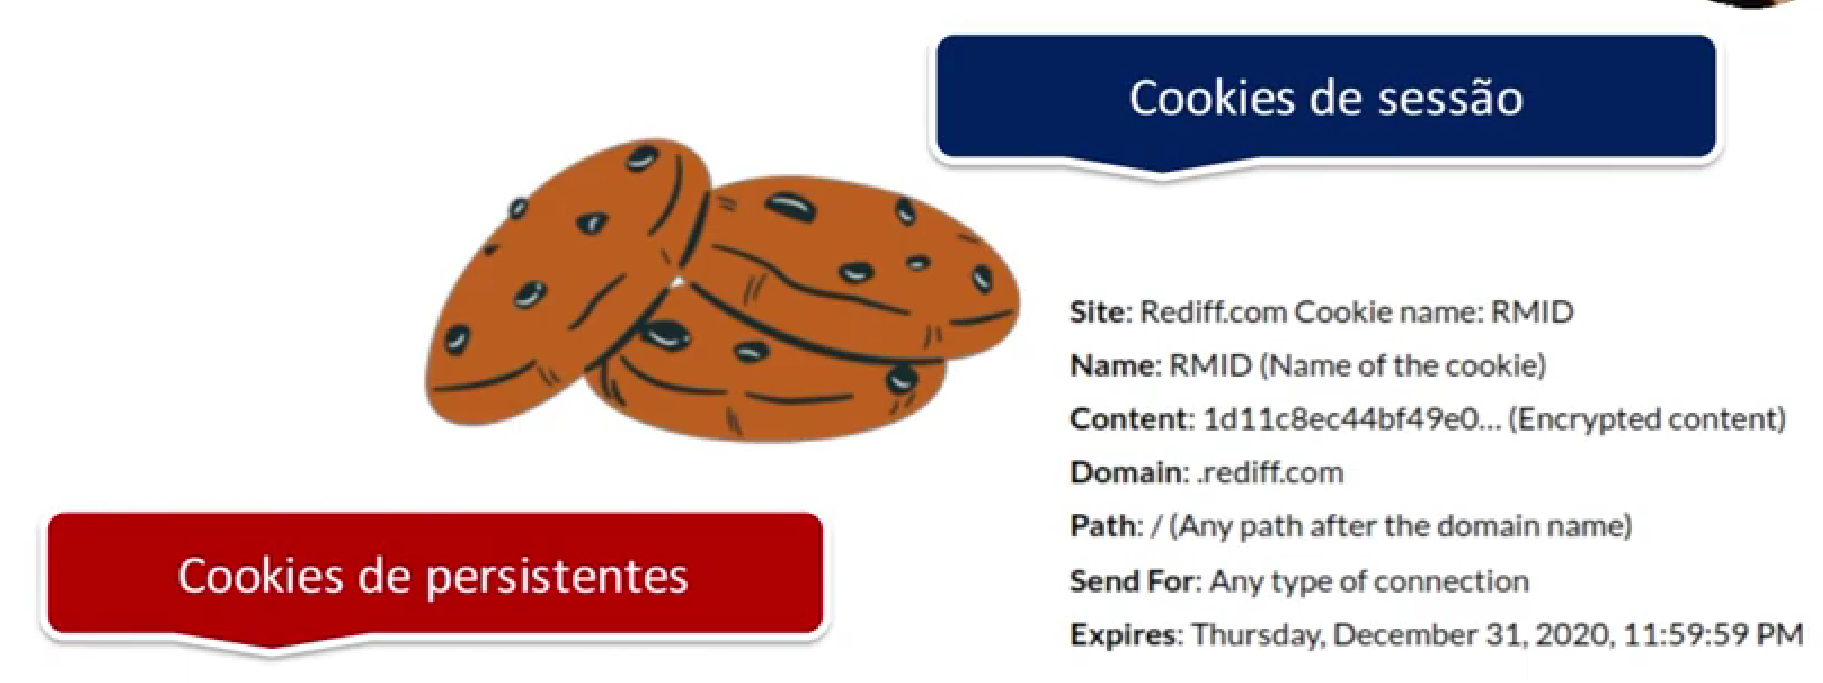 Cookies de sessão
Site: Rediff.com Cookie name: RMID
Name: RMID (Name of the cookie)
Content: 1d11c8ec44bf49e0... (Encrypted content)
Domain: .rediff.com
Path: / (Any path after the domain name)
Send For: Any type of connection
Expires: Thursday, December 31, 2020, 11:59:59 PM
Cookies de persistentes